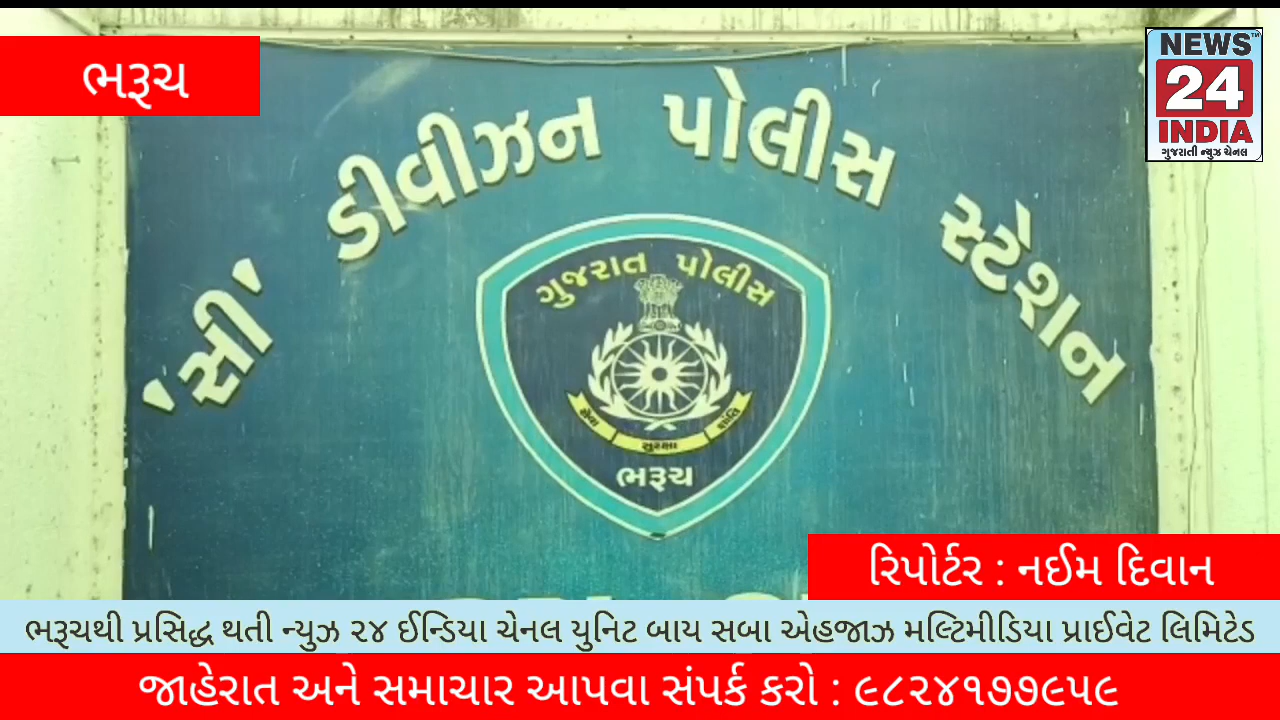 ભરૂચ
NEWS
24
INDIA
ગુજરાતી ન્યુઝ ચેનલ
'સી' ડીવીઝન પોલીસ સ્ટેશન
ગુજરાત પોલીસ
સેવા સુરક્ષા શાંતિ
ભરૂચ
રિપોર્ટર : નઈમ દિવાન
ભરૂચથી પ્રસિદ્ધ થતી ન્યુઝ ૨૪ ઈન્ડિયા ચેનલ યુનિટ બાય સબા એહજાઝ મલ્ટિમીડિયા પ્રાઈવેટ લિમિટેડ
જાહેરાત અને સમાચાર આપવા સંપર્ક કરો : ૯૮૨૪૧૭૭૯૫૯